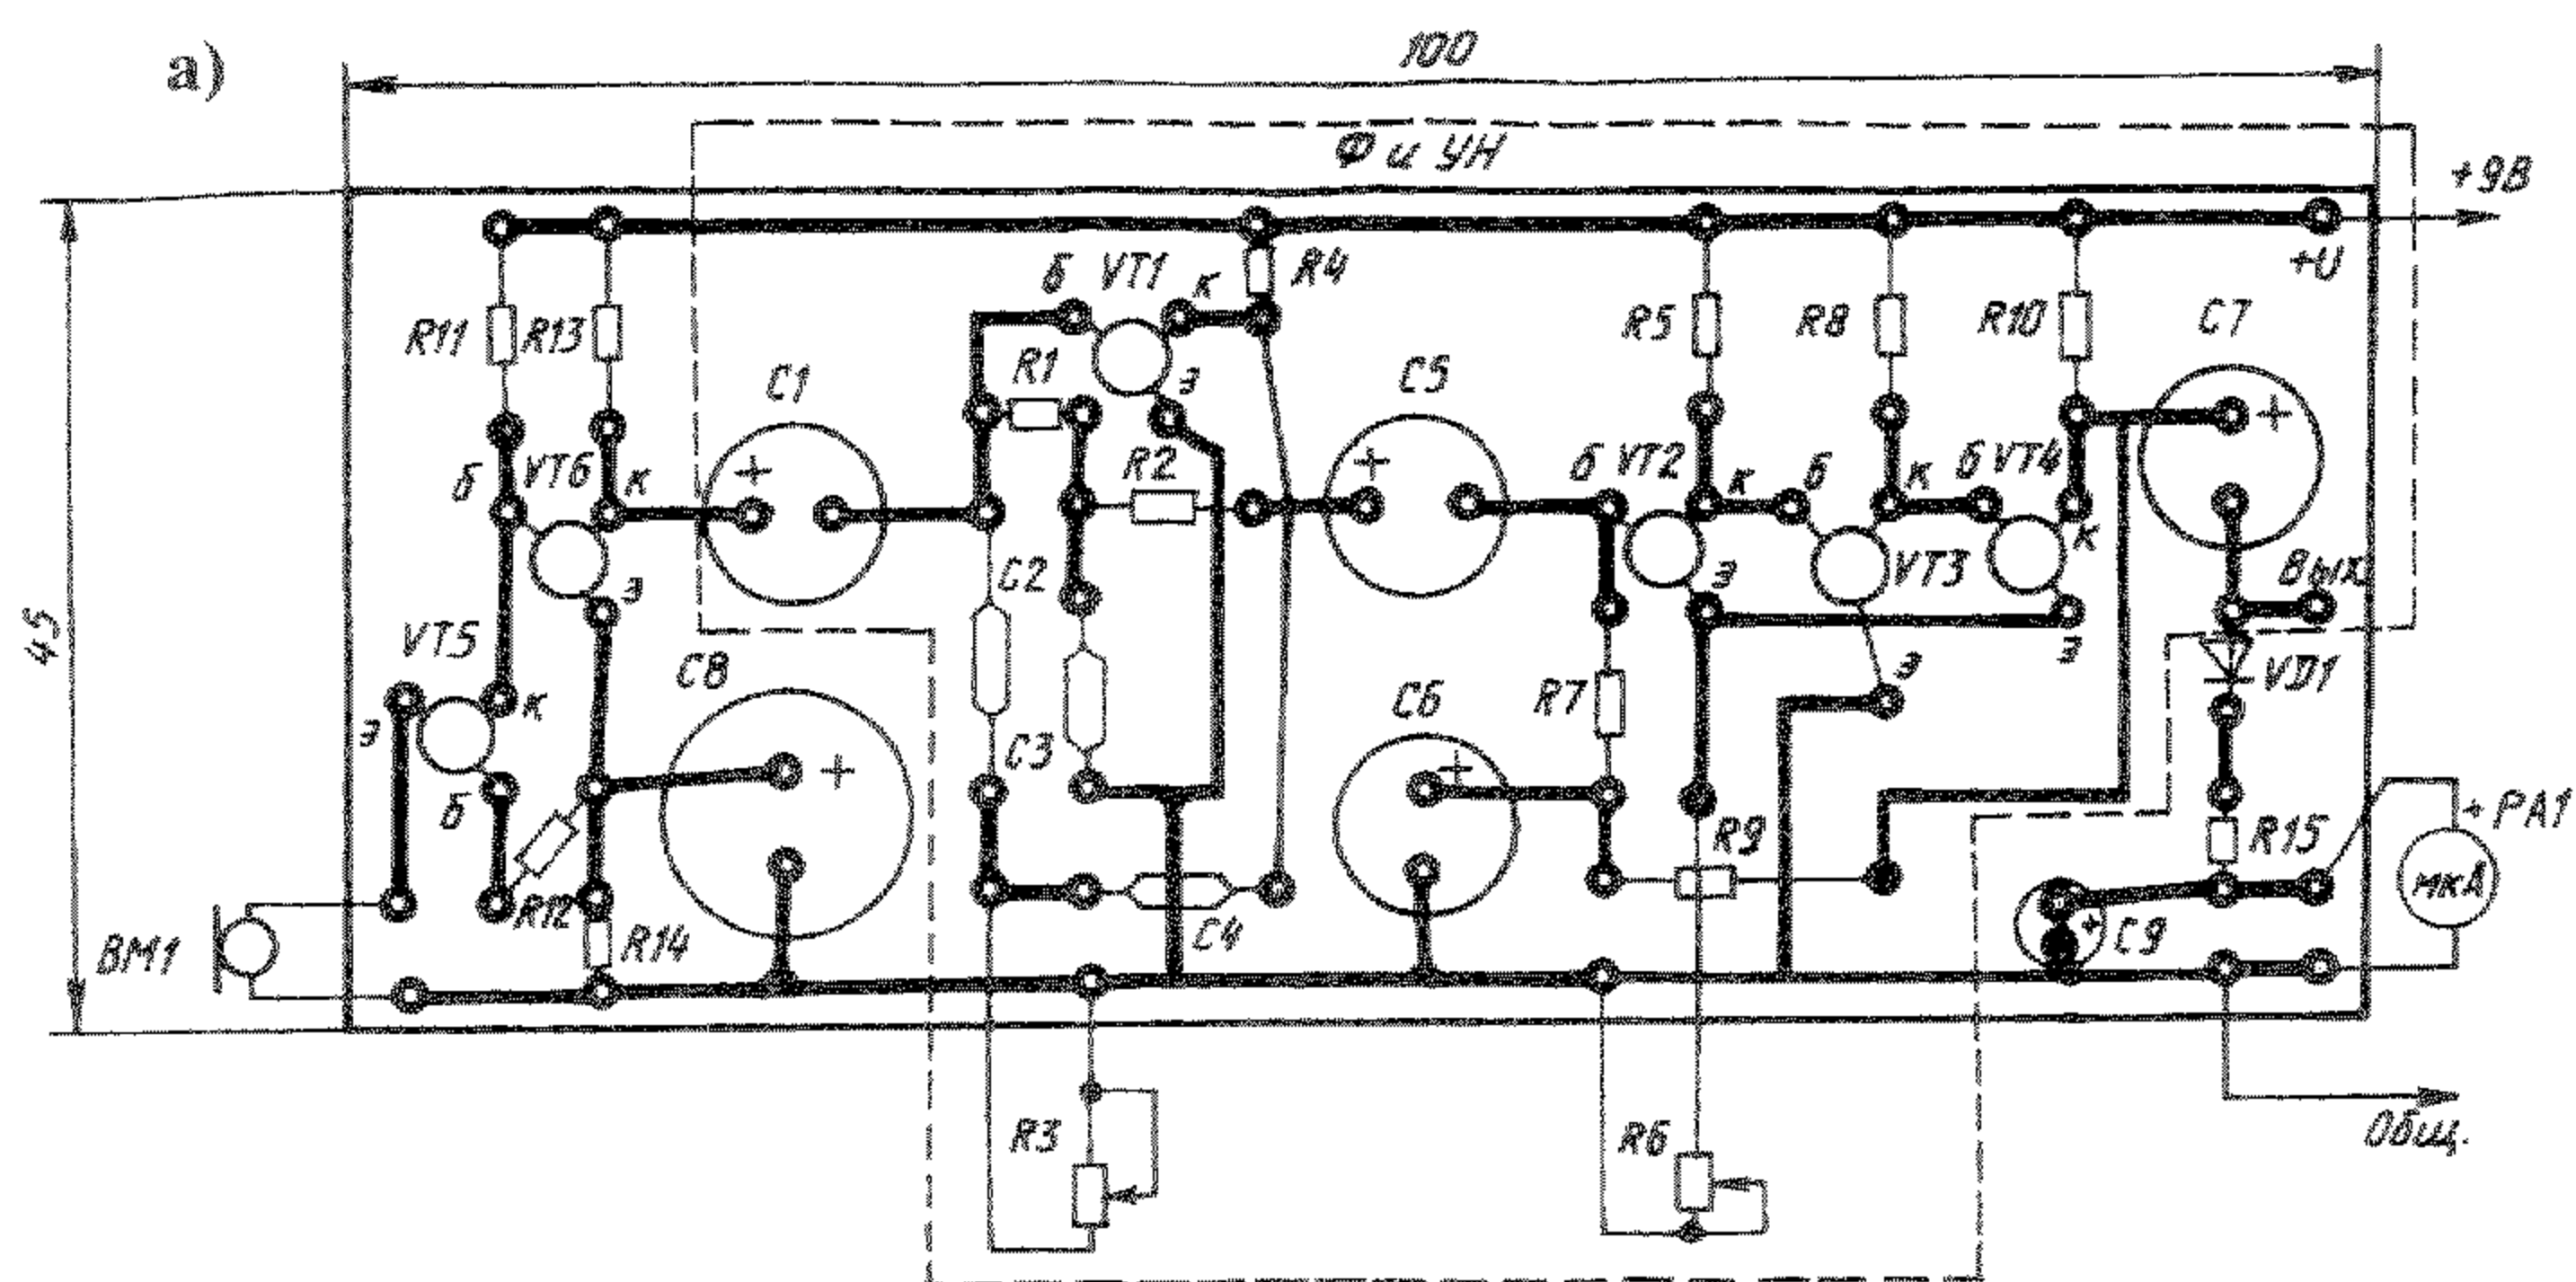 а)
100
Ф и УН
+9В
+U
45
Б VT1 К
R4
R11
R13
R5
R8
R10
C7
R1
Э
C1
C5
+
Б VT6 К
+
R2
+
Б VT2 К
Б
К
Б VT4
К
Э
C2
Э
VT3
Вых.
VT5
C8
Э
Э
VD1
Э
К
C3
C6
R7
Б
+
+
R9
R15
+ PA1
мкА
R12
R14
C4
+ C9
BM1
R3
R6
Общ.